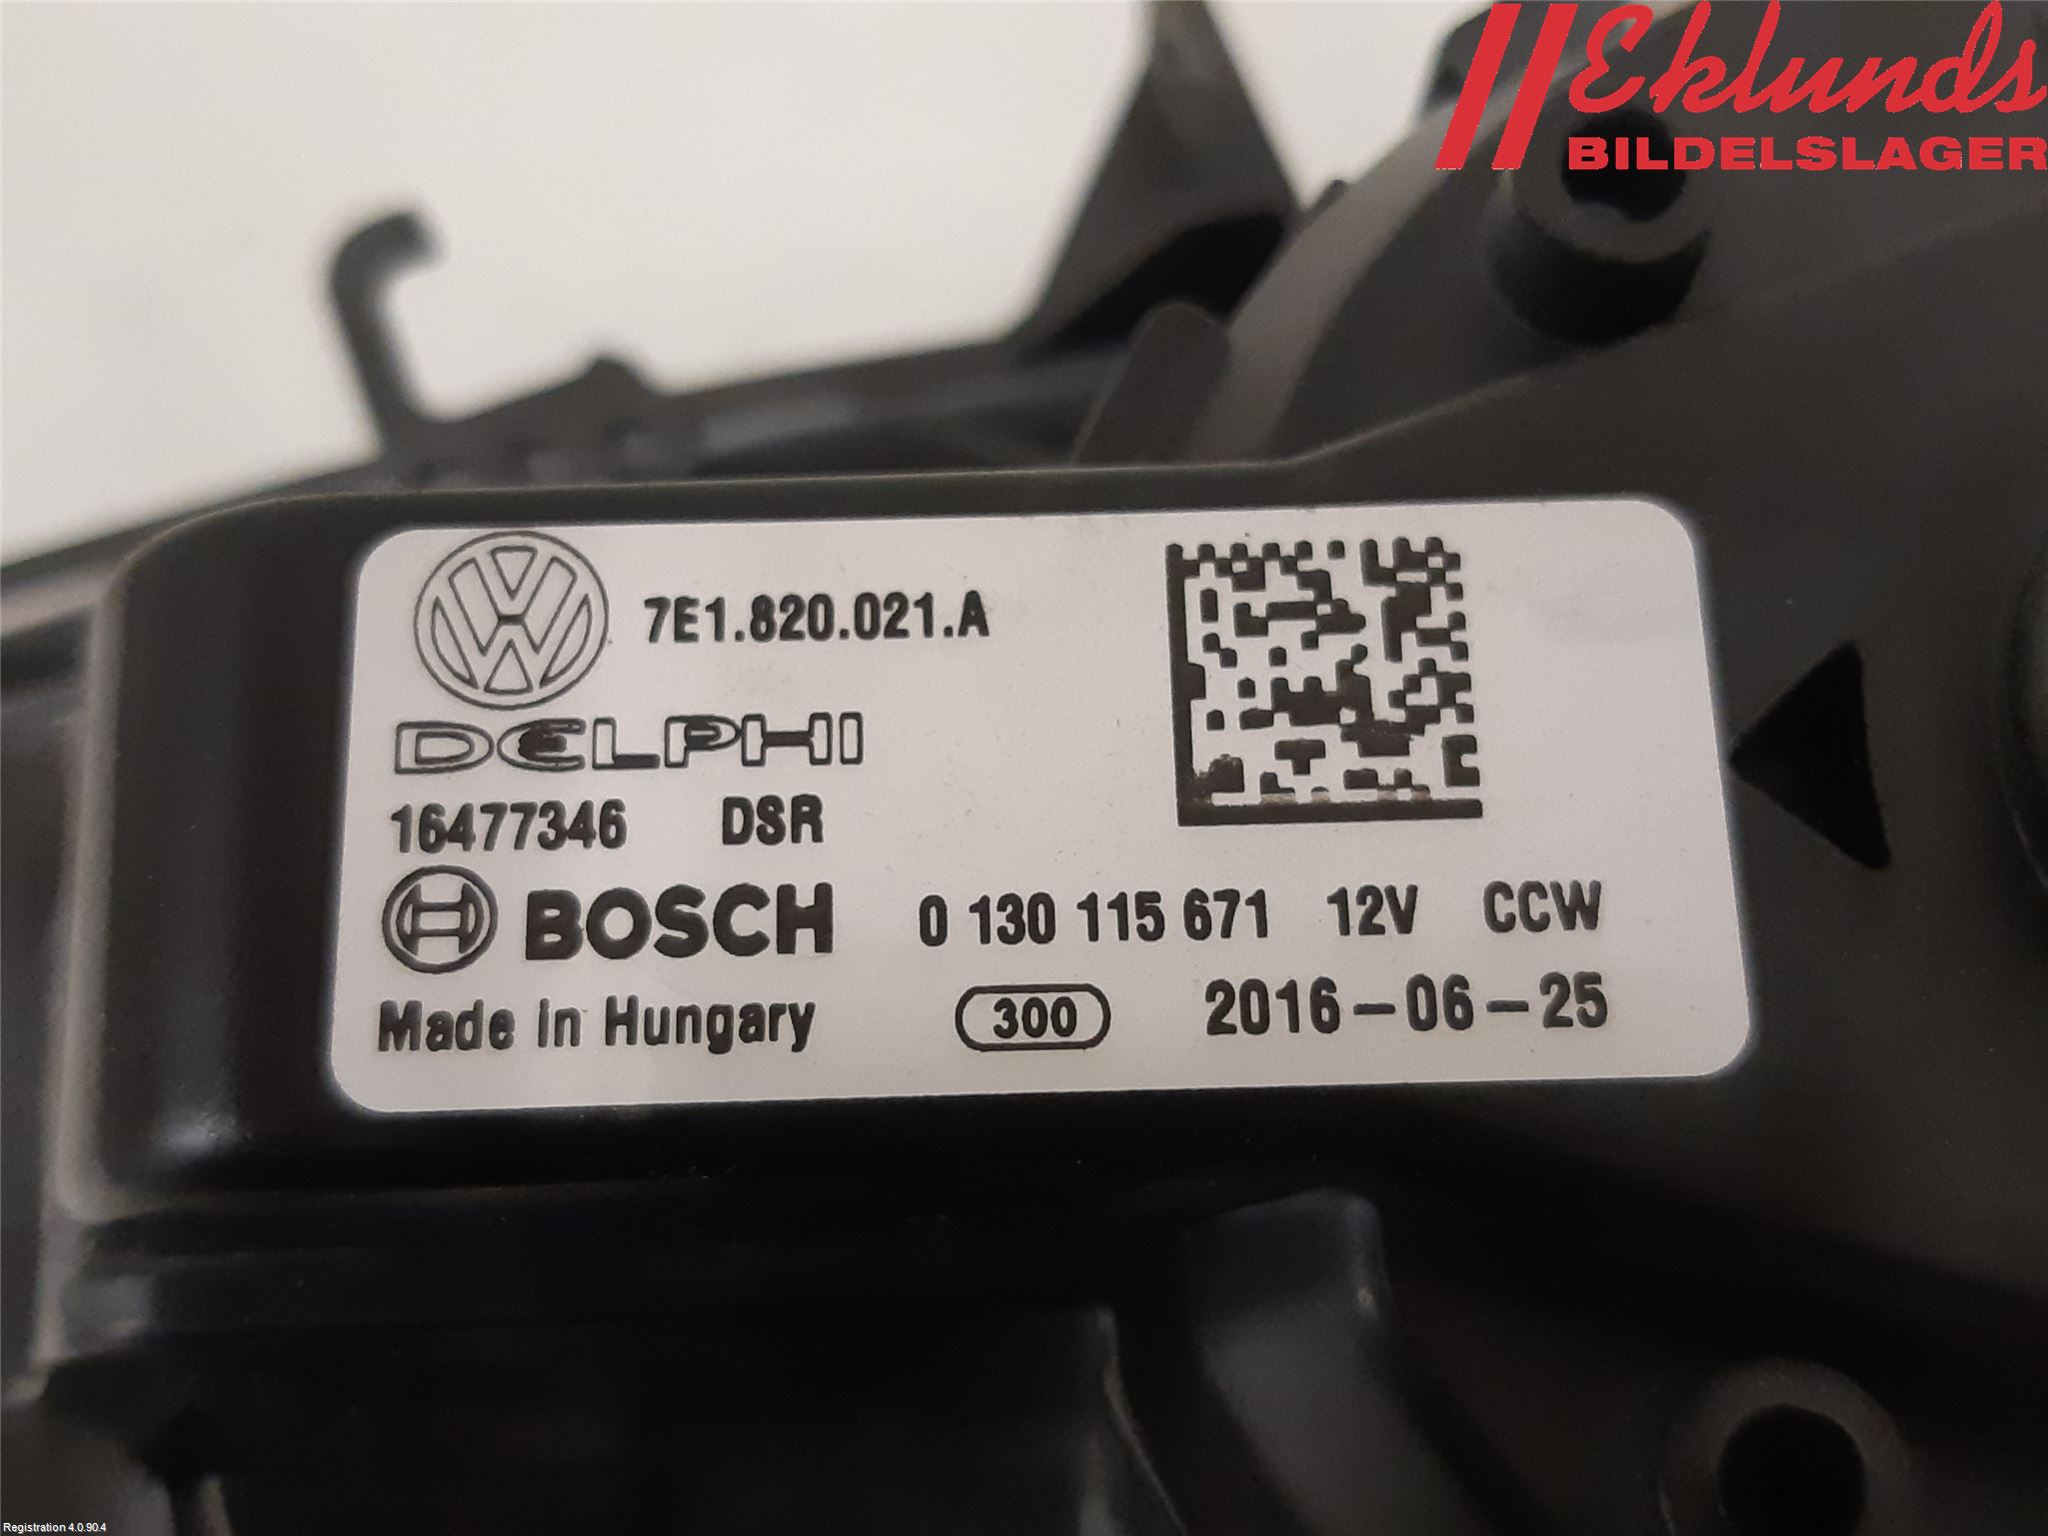 Eklunds
BILDELSLAGER
7E1.820.021.A
DELPHI
16477346 DSR
BOSCH 0 130 115 671 12V CCW
Made in Hungary 300 2016-06-25
Registration 4.0.90.4